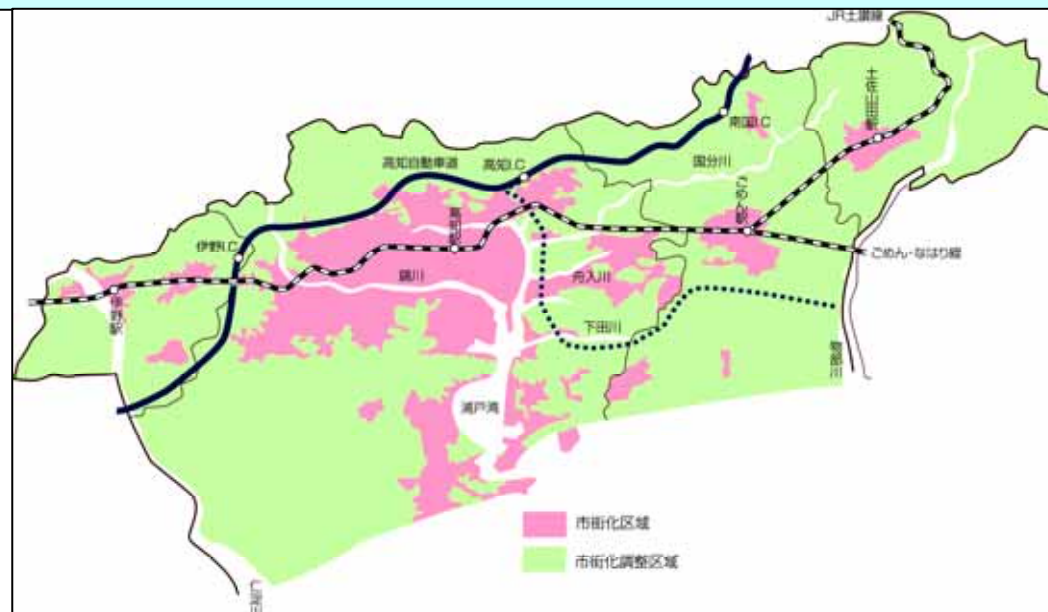 JR土讃線
土佐山田駅
南国I.C
高知自動車道
高知I.C
国分川
ごめん駅
高知駅
伊野I.C
ごめん・なはり線
鏡川
舟入川
伊野駅
下田川
物部川
浦戸湾
市街化区域
市街化調整区域
仁淀川